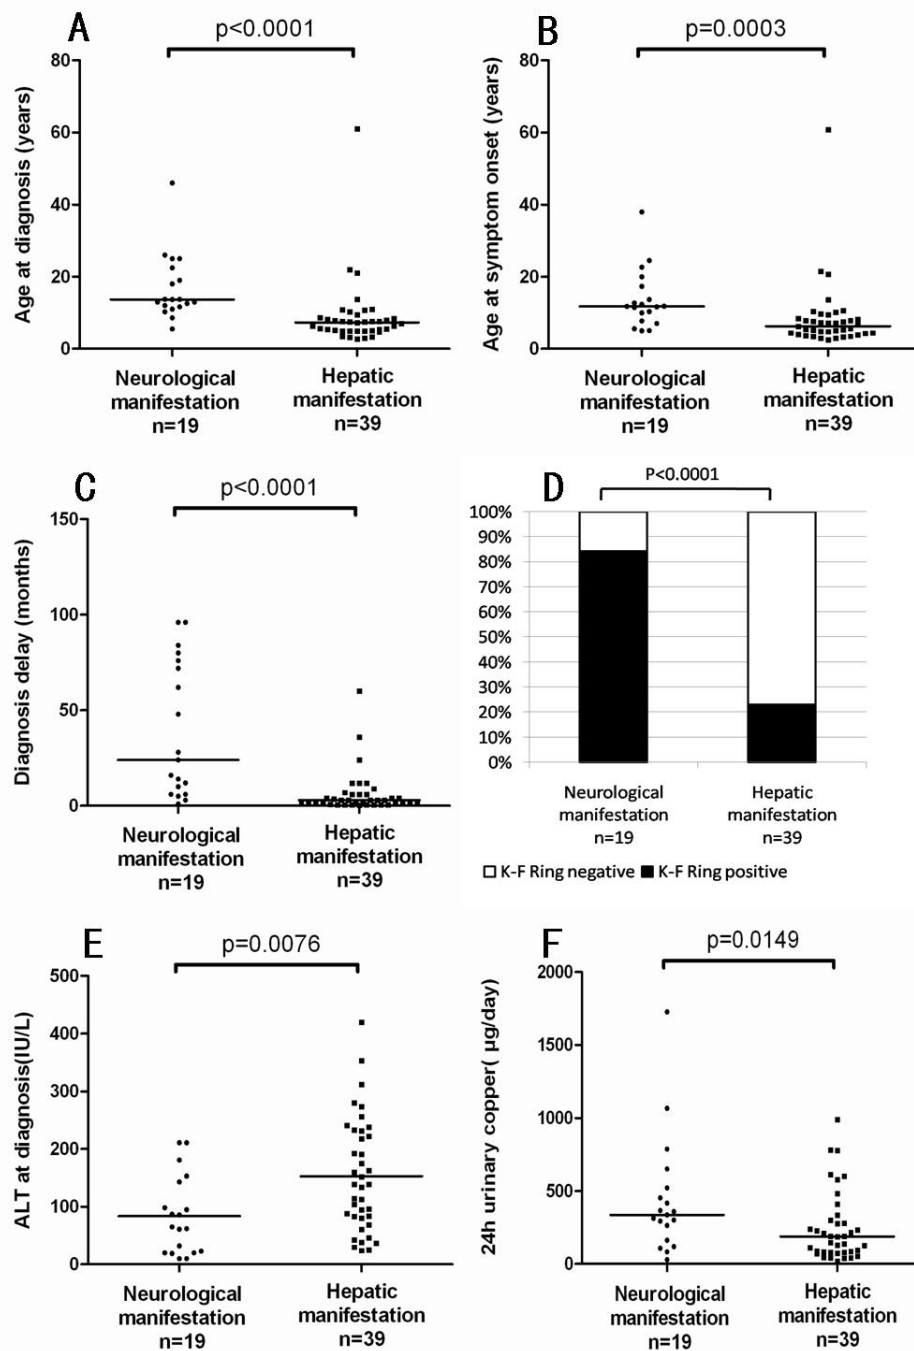 A
p<0.0001
Age at diagnosis (years)
80
60
40
20
0
Neurological
manifestation
n=19
Hepatic
manifestation
n=39
B
p=0.0003
Age at symptom onset (years)
80
60
40
20
0
Neurological
manifestation
n=19
Hepatic
manifestation
n=39
C
p<0.0001
Diagnosis delay (months)
150
100
50
0
Neurological
manifestation
n=19
Hepatic
manifestation
n=39
D
P<0.0001
100%
90%
80%
70%
60%
50%
40%
30%
20%
10%
0%
Neurological
manifestation
n=19
Hepatic
manifestation
n=39
K-F Ring negative K-F Ring positive
E
p=0.0076
ALT at diagnosis(IU/L)
500
400
300
200
100
0
Neurological
manifestation
n=19
Hepatic
manifestation
n=39
F
p=0.0149
24h urinary copper( µg/day)
2000
1500
1000
500
0
Neurological
manifestation
n=19
Hepatic
manifestation
n=39